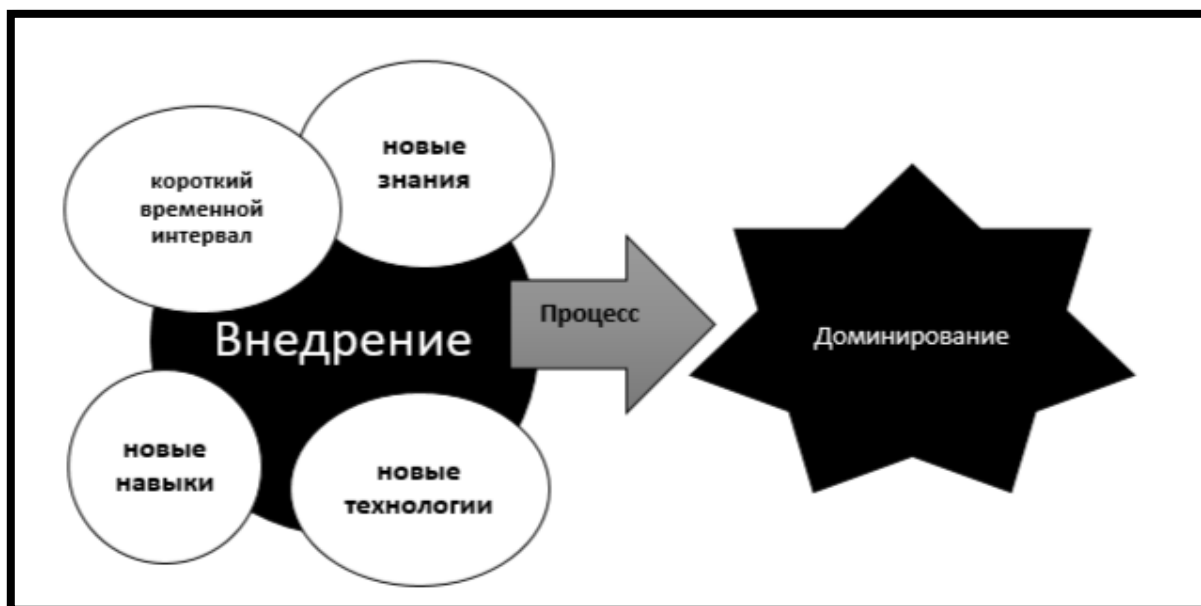 новые
знания
короткий
временной
интервал
Внедрение
Процесс
Доминирование
новые
навыки
новые
технологии